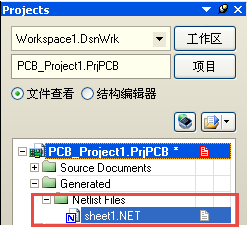 Projects
Workspace1.DsnWrk
工作区
PCB_Project1.PrjPCB
项目
文件查看 结构编辑器
PCB_Project1.PrjPCB *
Source Documents
Generated
Netlist Files
sheet1.NET